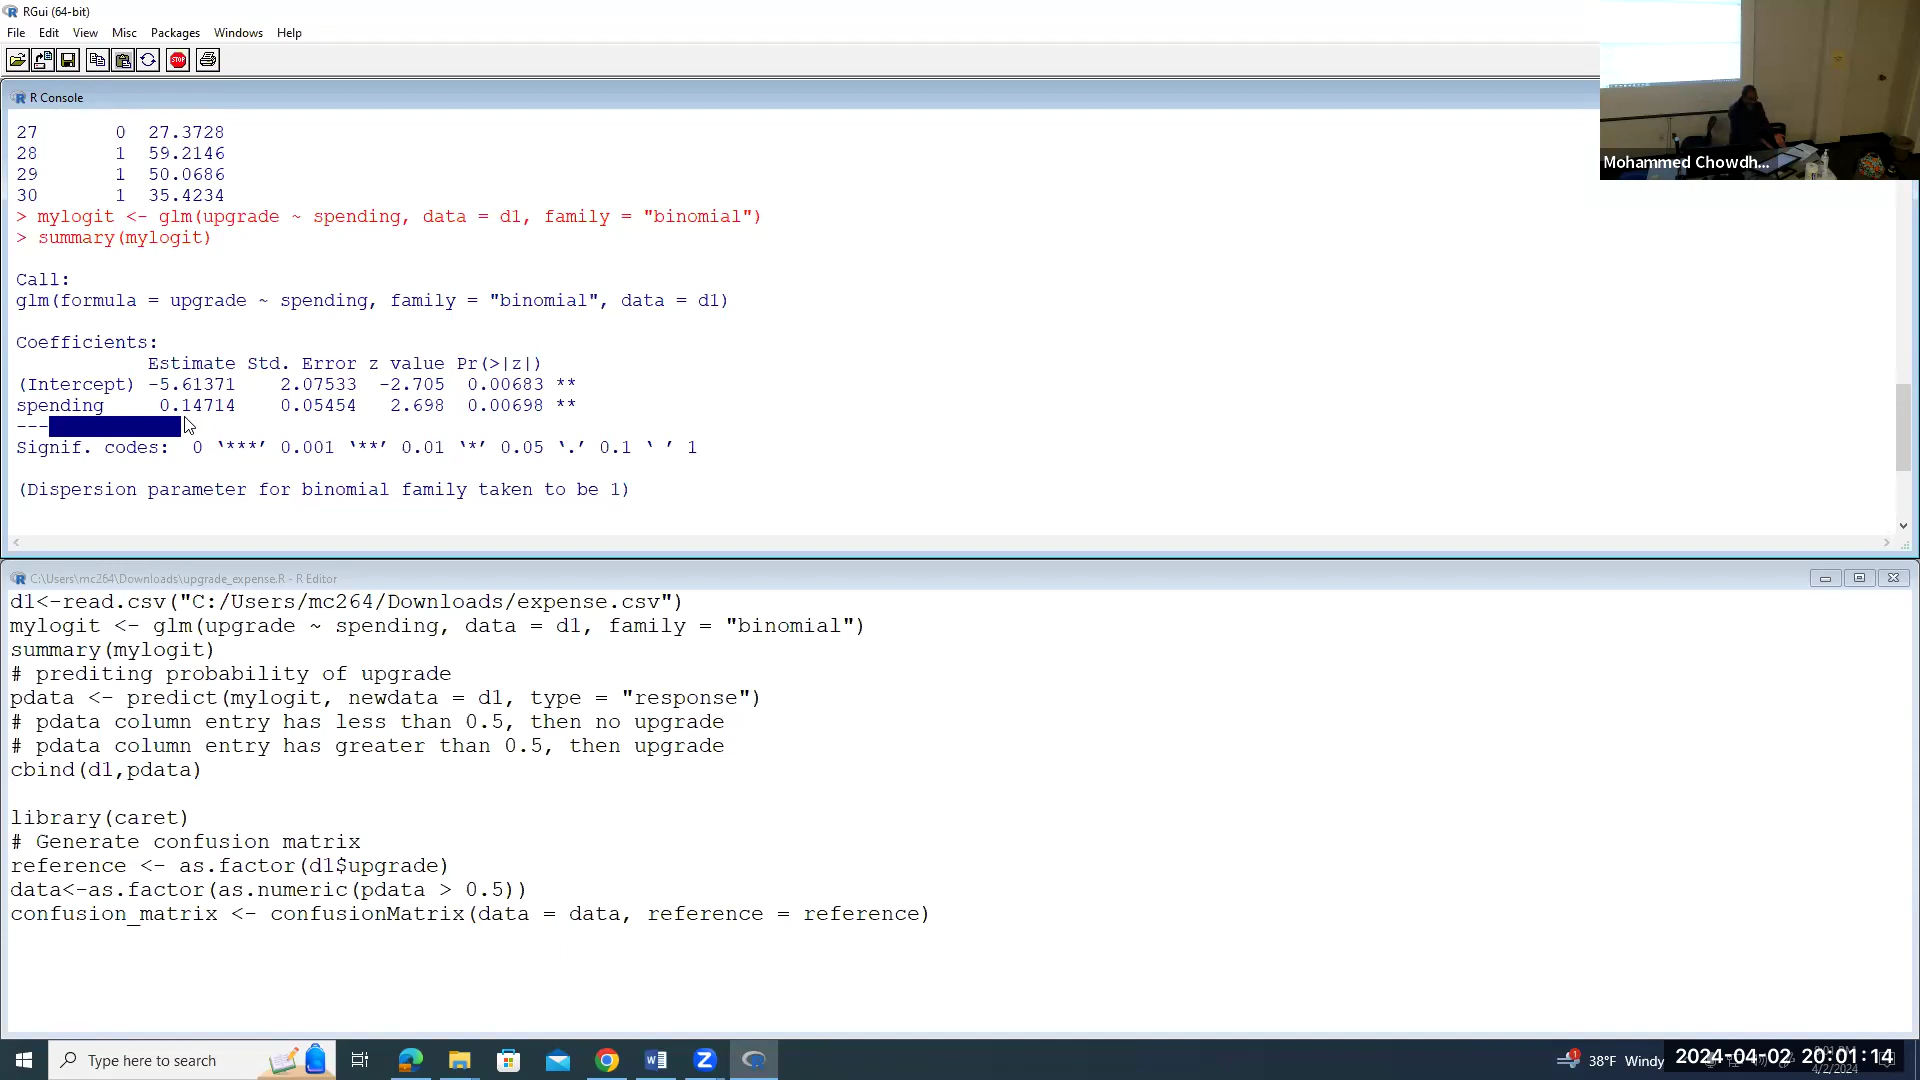 RGui (64-bit)
File Edit View Misc Packages Windows Help
R Console
27 0 27.3728
28 1 59.2146
29 1 50.0686
30 1 35.4234
> mylogit <- glm(upgrade ~ spending, data = d1, family = "binomial")
> summary(mylogit)
Call:
glm(formula = upgrade ~ spending, family = "binomial", data = d1)
Coefficients:
Estimate Std. Error z value Pr(>|z|)
(Intercept) -5.61371 2.07533 -2.705 0.00683 **
spending 0.14714 0.05454 2.698 0.00698 **
---
Signif. codes: 0 ‘***’ 0.001 ‘**’ 0.01 ‘*’ 0.05 ‘.’ 0.1 ‘ ’ 1
(Dispersion parameter for binomial family taken to be 1)
Mohammed Chowdh...
C:\Users\mc264\Downloads\upgrade_expense.R - R Editor
d1<-read.csv("C:/Users/mc264/Downloads/expense.csv")
mylogit <- glm(upgrade ~ spending, data = d1, family = "binomial")
summary(mylogit)
# prediting probability of upgrade
pdata <- predict(mylogit, newdata = d1, type = "response")
# pdata column entry has less than 0.5, then no upgrade
# pdata column entry has greater than 0.5, then upgrade
cbind(d1,pdata)
library(caret)
# Generate confusion matrix
reference <- as.factor(d1$upgrade)
data<-as.factor(as.numeric(pdata > 0.5))
confusion_matrix <- confusionMatrix(data = data, reference = reference)
Type here to search
38°F Windy
2024-04-02 20:01:14
4/2/2024